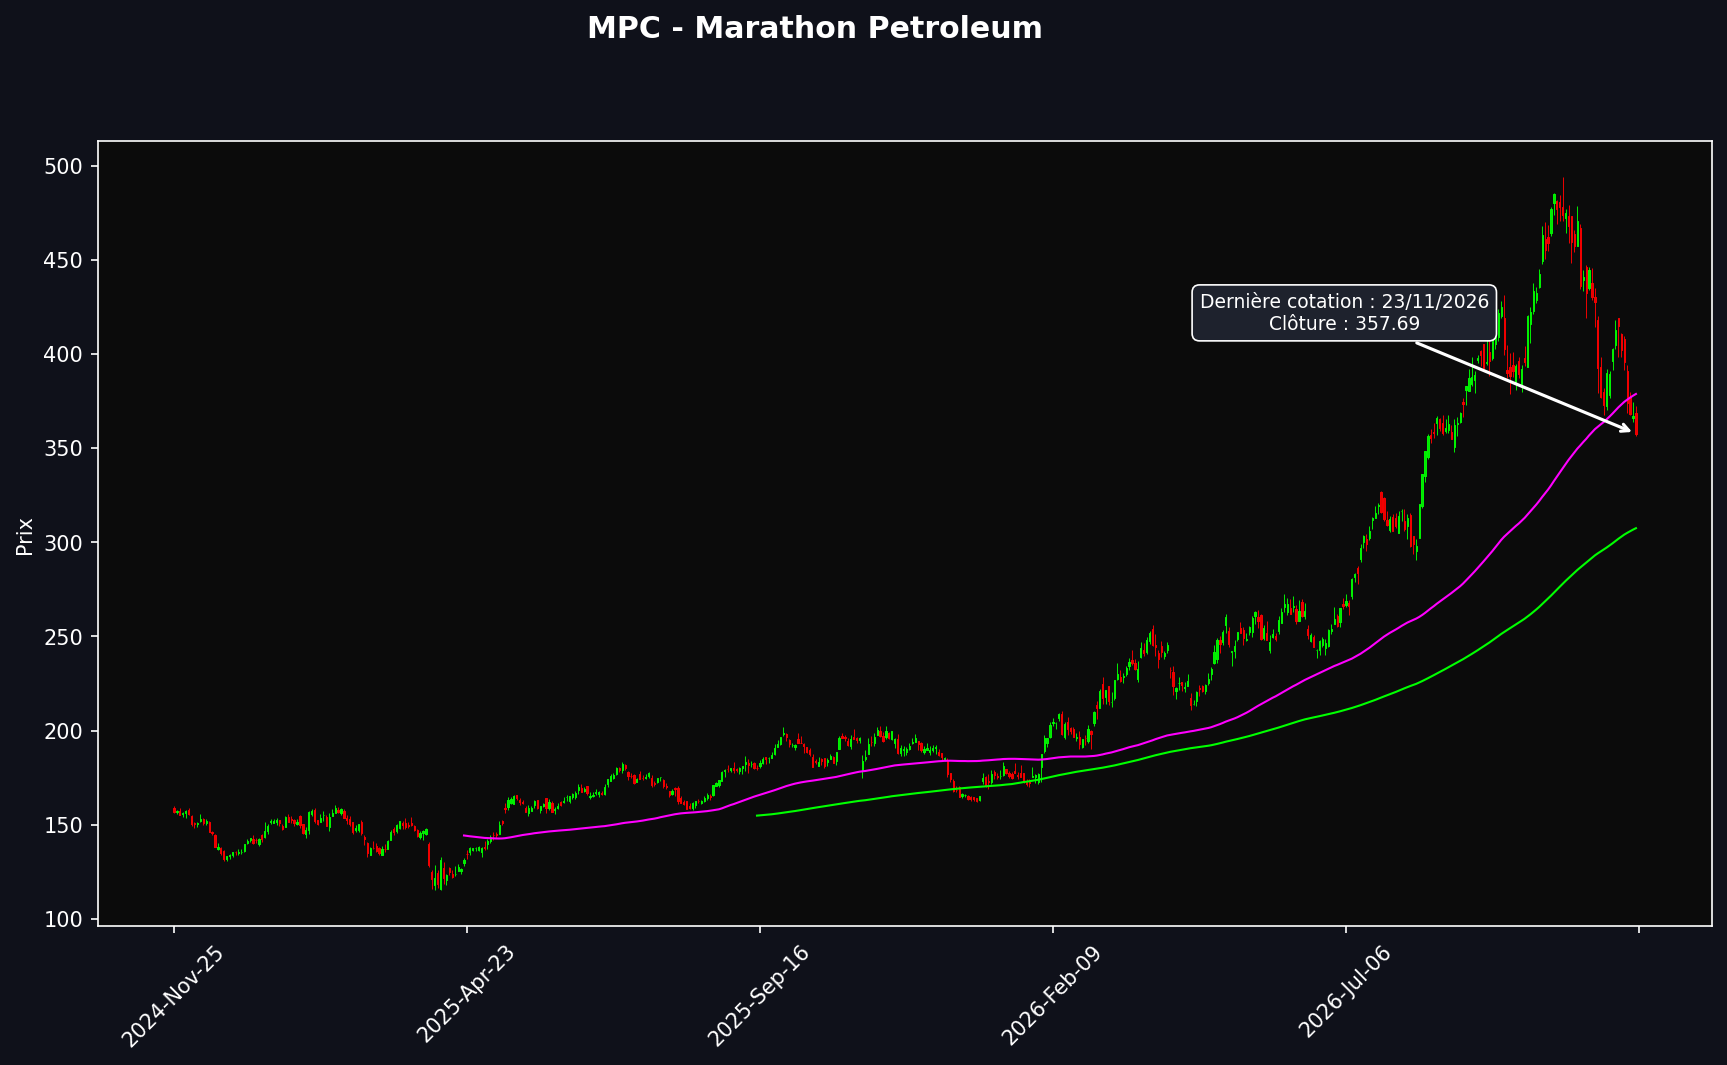 MPC - Marathon Petroleum
500
450
400
350
300
250
200
150
100
Prix
Dernière cotation : 23/11/2026
Clôture : 357.69
2024-Nov-25
2025-Apr-23
2025-Sep-16
2026-Feb-09
2026-Jul-06